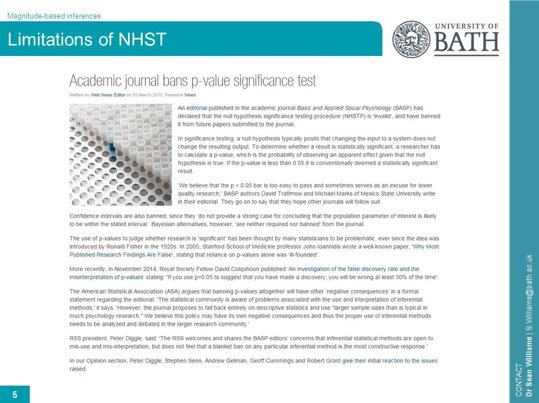 Magnitude-based inferences
Limitations of NHST
UNIVERSITY OF
BATH
Academic journal bans p-value significance test
Written by Web News Editor on 05 March 2015. Posted in News
An editorial published in the academic journal Basic and Applied Social Psychology (BASP) has
declared that the null hypothesis significance testing procedure (NHSTP) is 'invalid', and have banned
it from future papers submitted to the journal.
In significance testing, a null hypothesis typically posits that changing the input to a system does not
change the resulting output. To determine whether a result is statistically significant, a researcher has
to calculate a p-value, which is the probability of observing an apparent effect given that the null
hypothesis is true. If the p-value is less than 0.05 it is conventionally deemed a statistically significant
result.
'We believe that the p < 0.05 bar is too easy to pass and sometimes serves as an excuse for lower
quality research,' BASP authors David Trafimow and Michael Marks of Mexico State University write
in their editorial. They go on to say that they hope other journals will follow suit.
Confidence intervals are also banned, since they 'do not provide a strong case for concluding that the population parameter of interest is likely
to be within the stated interval.' Bayesian alternatives, however, 'are neither required nor banned' from the journal.
The use of p-values to judge whether research is 'significant' has been thought by many statisticians to be problematic, ever since the idea was
introduced by Ronald Fisher in the 1920s. In 2005, Stanford School of Medicine professor John Ioannidis wrote a well-known paper, 'Why Most
Published Research Findings Are False', stating that reliance on p-values alone was 'ill-founded'.
More recently, in November 2014, Royal Society Fellow David Colquhoun published 'An investigation of the false discovery rate and the
misinterpretation of p-values' stating: 'If you use p=0.05 to suggest that you have made a discovery, you will be wrong at least 30% of the time'.
The American Statistical Association (ASA) argues that banning p-values altogether will have other 'negative consequences' in a formal
statement regarding the editorial. 'The statistical community is aware of problems associated with the use and interpretation of inferential
methods,' it says. 'However, the journal proposes to fall back entirely on descriptive statistics and use "larger sample sizes than is typical in
much psychology research." We believe this policy may have its own negative consequences and thus the proper use of inferential methods
needs to be analyzed and debated in the larger research community.'
RSS president, Peter Diggle, said: 'The RSS welcomes and shares the BASP editors' concerns that inferential statistical methods are open to
mis-use and mis-interpretation, but does not feel that a blanket ban on any particular inferential method is the most constructive response.'
In our Opinion section, Peter Diggle, Stephen Senn, Andrew Gelman, Geoff Cummings and Robert Grant give their initial reaction to the issues
raised.
5
CONTACT
Dr Sean Williams | S.Williams@bath.ac.uk